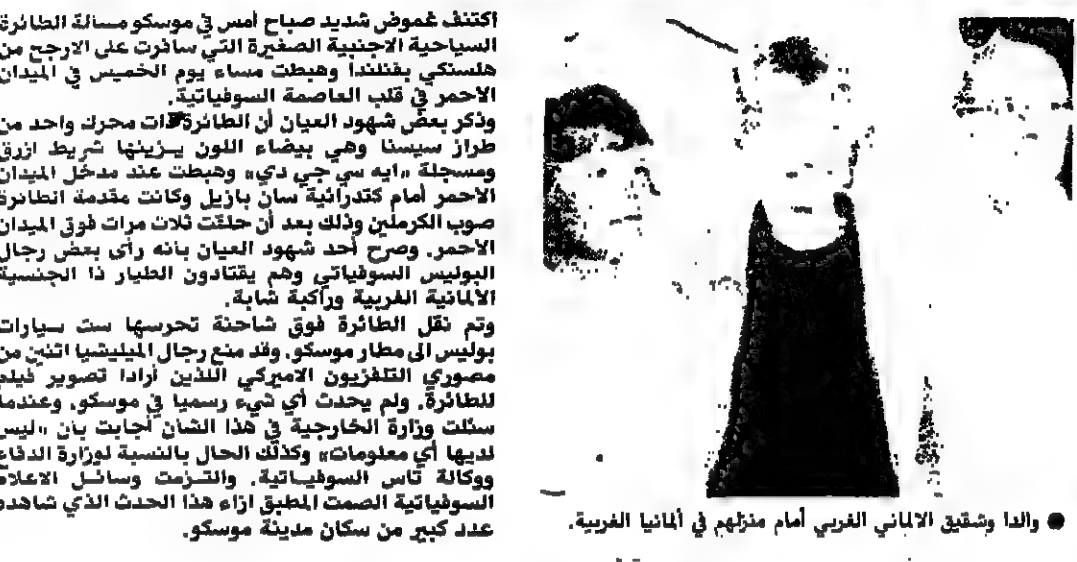 اكتنف غموض شديد صباح أمس في موسكو مسألة الطائرة
السياحية الاجنبية الصغيرة التي سافرت على الارجح من
هلسنكي بفنلندا وهبطت مساء يوم الخميس في الميدان
الاحمر في قلب العاصمة السوفياتية.
وذكر بعض شهود العيان أن الطائرة ذات محرك واحد من
طراز سيسنا وهي بيضاء اللون يـزينها شريط ازرق
ومسجلة «ايه سي جي دي» وهبطت عند مدخل الميدان
الاحمر أمام كتدرائية سان بازيل وكانت مقدمة الطائرة
صوب الكرملين وذلك بعد أن حلقت ثلاث مرات فوق الميدان
الاحمر. وصرح أحد شهود العيان بانه رأى بعض رجال
البوليس السوفياتي وهم يقتادون الطيار ذا الجنسية
الألمانية الغربية وراكبة شابة.
وتم نقل الطائرة فوق شاحنة تحرسها ست سـيارات
بوليس الى مطار موسكو. وقد منع رجال الميليشيا اثنين من
مصوري التلفزيون الاميركي اللذين أرادا تصوير فيلم
للطائرة. ولم يحدث أي شيء رسميا في موسكو. وعندما
سئلت وزارة الخارجية في هذا الشأن أجابت بأن «ليس
لديها أي معلومات» وكذلك الحال بالنسبة لوزارة الدفاع
ووكالة تاس السوفيـاتية. والتـزمت وسائـل الاعلام
السوفياتية الصمت المطبق ازاء هذا الحدث الذي شاهده
عدد كبير من سكان مدينة موسكو.
● والدا وشقيق الالماني الغربي أمام منزلهم في ألمانيا الغربية.